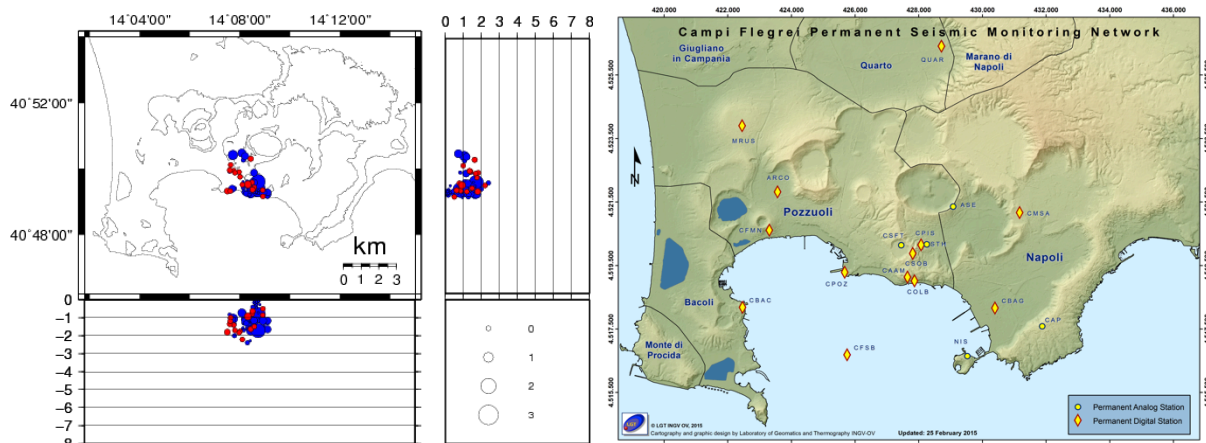 14°04'00" 14°08'00" 14°12'00"
40°52'00"
40°48'00"
km
0 1 2 3
0
-1
-2
-3
-4
-5
-6
-7
-8
0 1 2 3 4 5 6 7 8
0
1
2
3
420.000 422.000 424.000 426.000 428.000 430.000 432.000 434.000 436.000
Campi Flegrei Permanent Seismic Monitoring Network
Giugliano
in Campania
Quarto
QUAR
Marano di
Napoli
4.525.500
4.523.500
MRUS
ARCO
4.521.500
Pozzuoli
ASE
CMSA
CFMN
CSFT
CPIS
STH
Napoli
4.519.500
CSOB
CAAM
CPOZ
COLB
Bacoli
CBAC
CBAG
4.517.500
CAP
Monte di
Procida
CFSB
NIS
4.515.500
Permanent Analog Station
Permanent Digital Station
© LGT INGV OV, 2015
Cartography and graphic design by Laboratory of Geomatics and Thermography INGV-OV
Updated: 25 February 2015